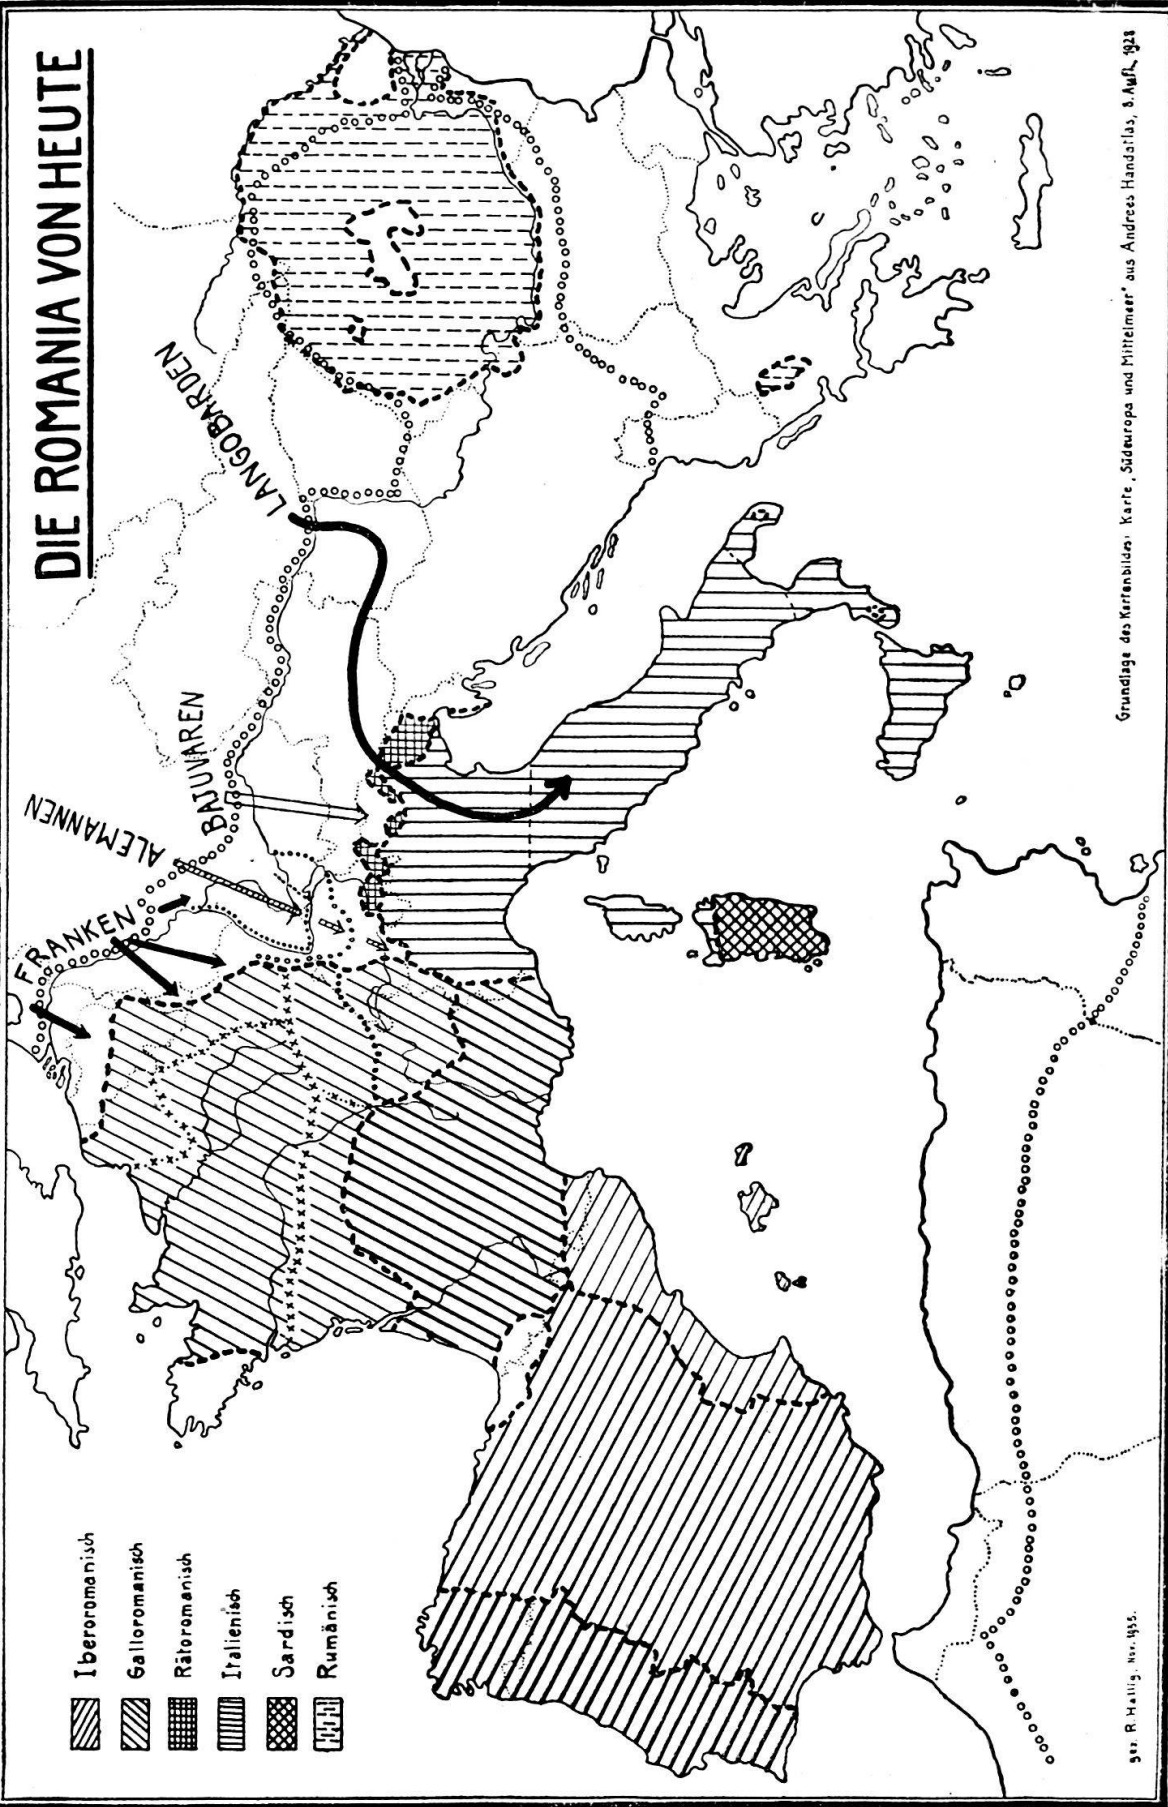 DIE ROMANIA VON HEUTE
FRANKEN
ALEMANNEN
BAJUVAREN
LANGOBARDEN
Iberoromanisch
Galloromanisch
Rätoromanisch
Italienisch
Sardisch
Rumänisch
gez. R. Hallig, Nov. 1935.
Grundlage des Kartenbildes: Karte „Südeuropa und Mittelmeer" aus Andrees Handatlas, 8. Aufl., 1928